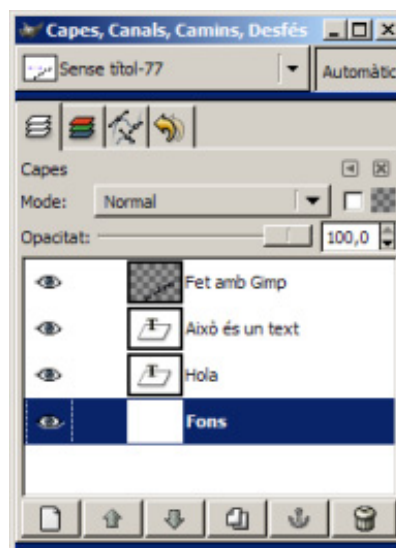 Capes, Canals, Camins, Desfés
Sense títol-77
Automàtic
Capes
Mode: Normal
Opacitat: 100,0
Fet amb Gimp
Això és un text
Hola
Fons